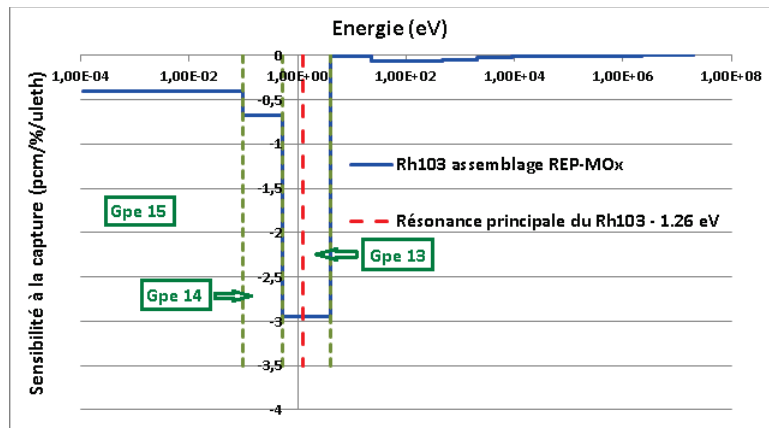 Energie (eV)
1,00E-04 1,00E-02 1,00E+00 1,00E+02 1,00E+04 1,00E+06 1,00E+08
0
-0,5
-1
-1,5
-2
-2,5
-3
-3,5
-4
Sensibilité à la capture (pcm/%/uleth)
Rh103 assemblage REP-MOx
Résonance principale du Rh103 - 1.26 eV
Gpe 15
Gpe 13
Gpe 14